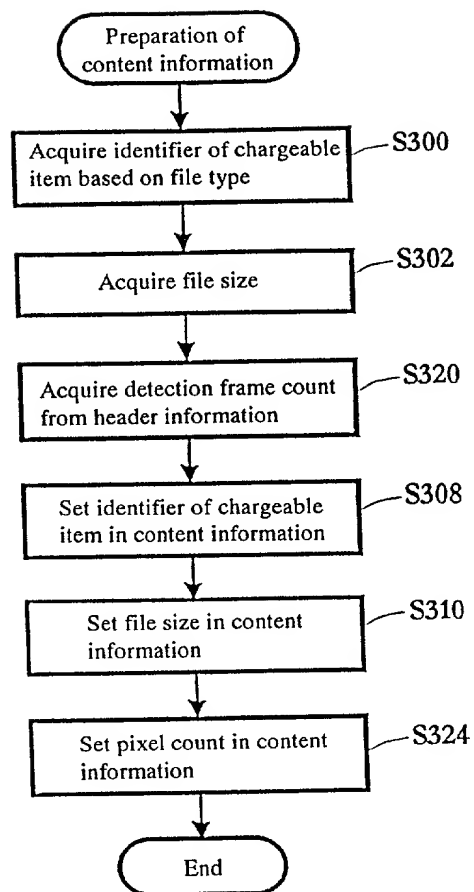 Preparation of
content information
Acquire identifier of chargeable
item based on file type
S300
Acquire file size
S302
Acquire detection frame count
from header information
S320
Set identifier of chargeable
item in content information
S308
Set file size in content
information
S310
Set pixel count in content
information
S324
End